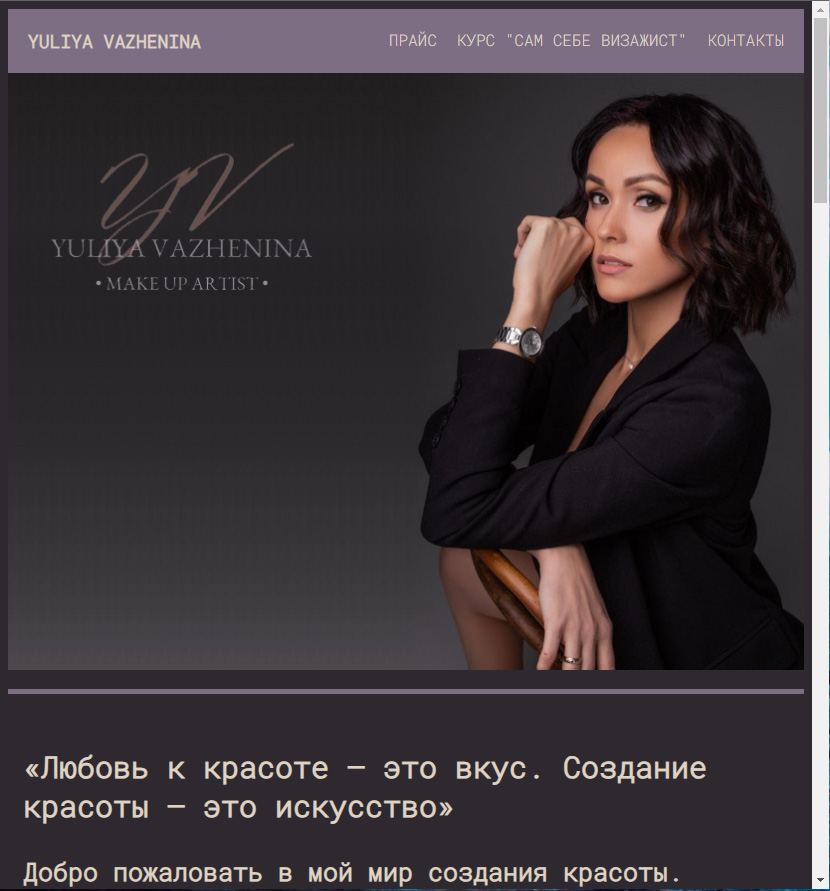 YULIYA VAZHENINA
ПРАЙС КУРС "САМ СЕБЕ ВИЗАЖИСТ" КОНТАКТЫ
YV
YULIYA VAZHENINA
• MAKE UP ARTIST •
«Любовь к красоте — это вкус. Создание
красоты — это искусство»
Добро пожаловать в мой мир создания красоты.